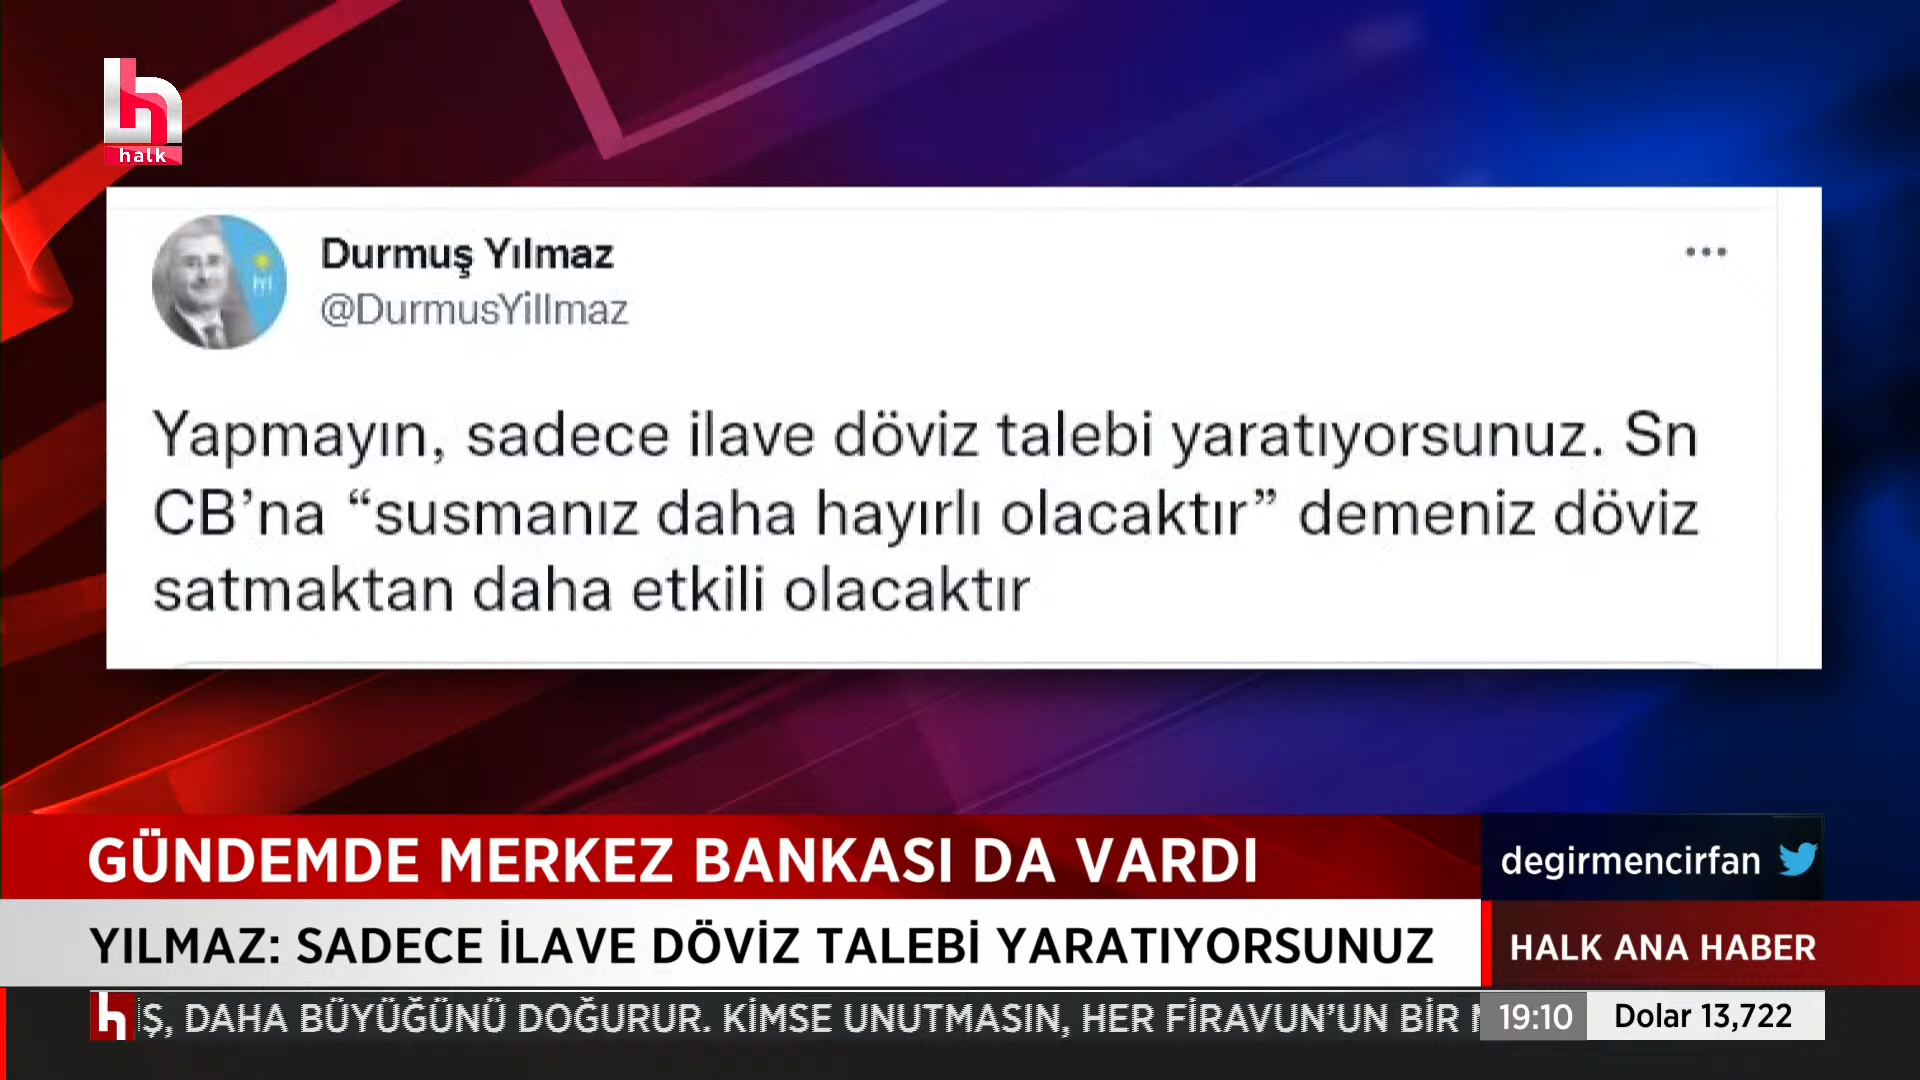 halk
Durmuş Yılmaz
@DurmusYillmaz
Yapmayın, sadece ilave döviz talebi yaratıyorsunuz. Sn
CB’na “susmanız daha hayırlı olacaktır” demeniz döviz
satmaktan daha etkili olacaktır
GÜNDEMDE MERKEZ BANKASI DA VARDI
degirmencirfan
YILMAZ: SADECE İLAVE DÖVİZ TALEBİ YARATIYORSUNUZ
HALK ANA HABER
DAHA BÜYÜĞÜNÜ DOĞURUR. KİMSE UNUTMASIN, HER FİRAVUN’UN BİR
19:10
Dolar 13,722